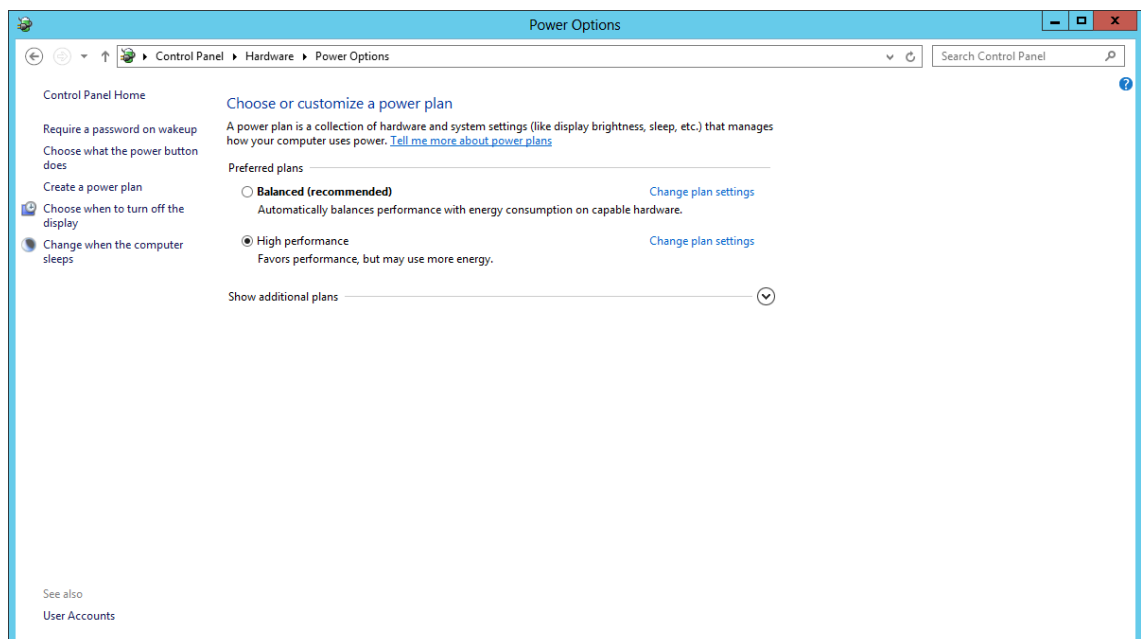 Power Options
Control Panel Hardware Power Options
Search Control Panel
Control Panel Home
Require a password on wakeup
Choose what the power button
does
Create a power plan
Choose when to turn off the
display
Change when the computer
sleeps
Choose or customize a power plan
A power plan is a collection of hardware and system settings (like display brightness, sleep, etc.) that manages
how your computer uses power. Tell me more about power plans
Preferred plans
Balanced (recommended) Change plan settings
Automatically balances performance with energy consumption on capable hardware.
High performance Change plan settings
Favors performance, but may use more energy.
Show additional plans
See also
User Accounts